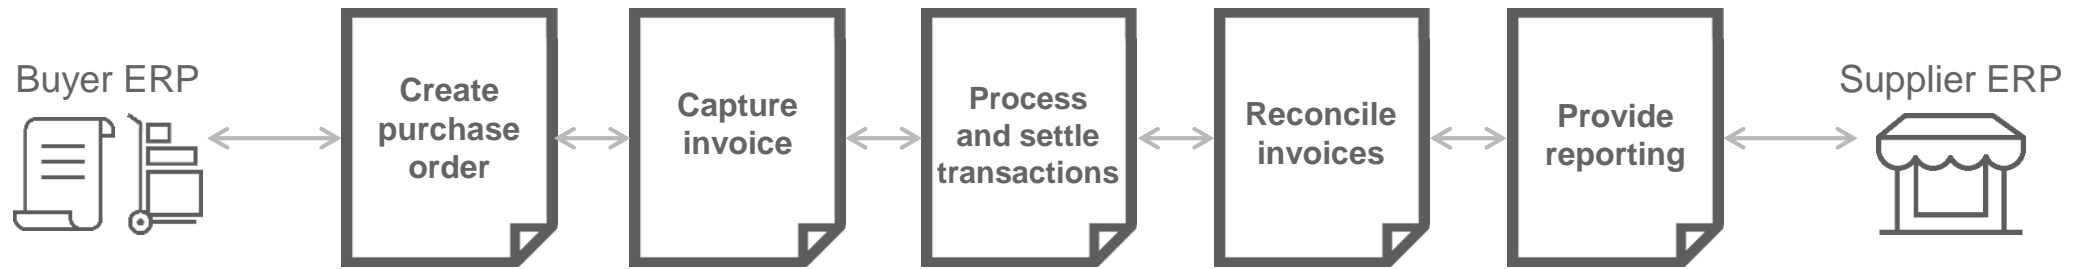 Buyer ERP
Create
purchase
order
Capture
invoice
Process
and settle
transactions
Reconcile
invoices
Provide
reporting
Supplier ERP